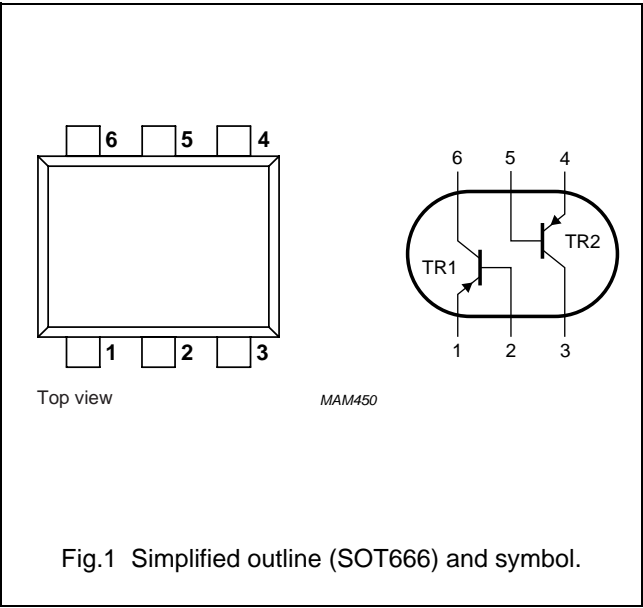 6 5 4
1 2 3
Top view
6 5 4
TR1 TR2
1 2 3
MAM450
Fig.1 Simplified outline (SOT666) and symbol.